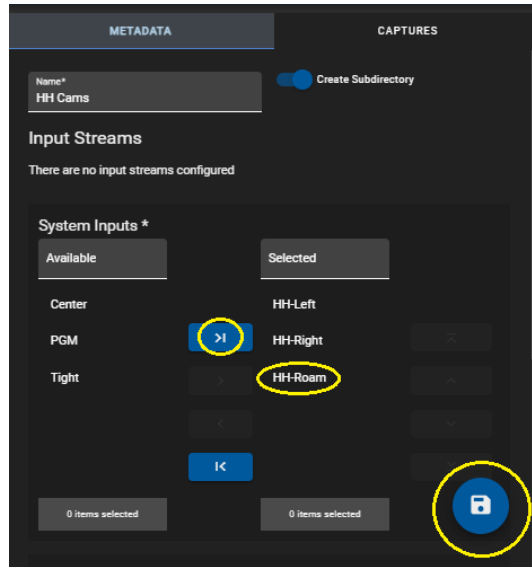 METADATA
CAPTURES
Name*
HH Cams
Create Subdirectory
Input Streams
There are no input streams configured
System Inputs *
Available
Selected
Center
HH-Left
PGM
HH-Right
Tight
HH-Roam
0 items selected
0 items selected